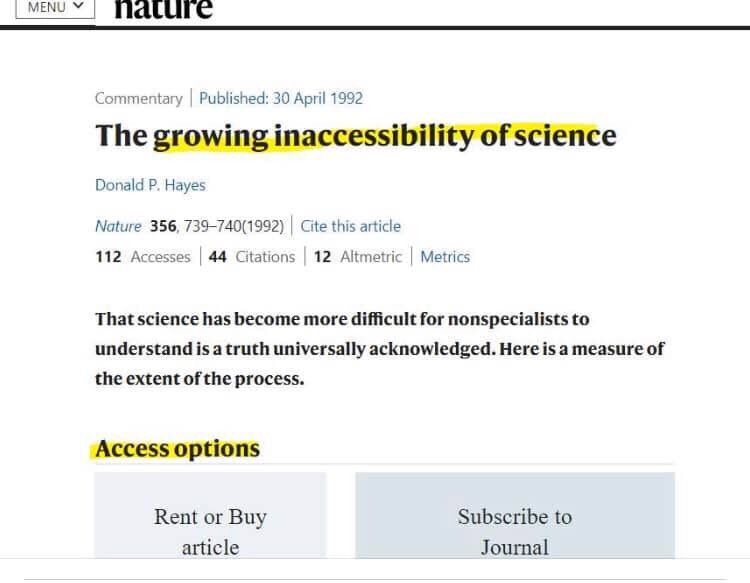 MENU
nature
Commentary | Published: 30 April 1992
The growing inaccessibility of science
Donald P. Hayes
Nature 356, 739–740(1992) | Cite this article
112 Accesses | 44 Citations | 12 Altmetric | Metrics
That science has become more difficult for nonspecialists to
understand is a truth universally acknowledged. Here is a measure of
the extent of the process.
Access options
Rent or Buy
article
Subscribe to
Journal